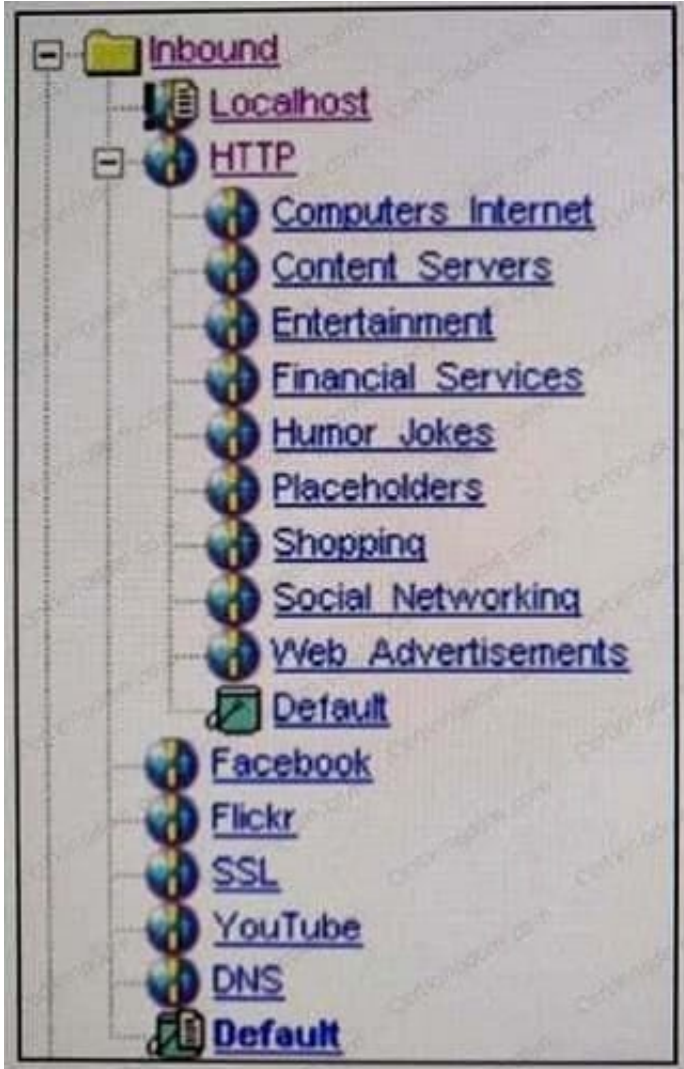 Inbound
Localhost
HTTP
Computers Internet
Content Servers
Entertainment
Financial Services
Humor Jokes
Placeholders
Shopping
Social Networking
Web Advertisements
Default
Facebook
Flickr
SSL
YouTube
DNS
Default